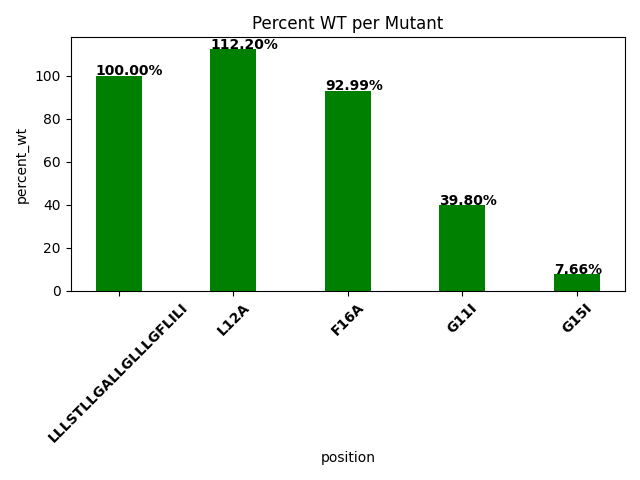 Percent WT per Mutant
percent_wt
100
80
60
40
20
0
100.00%
112.20%
92.99%
39.80%
7.66%
LLLSTLLGALLGLLLGFLILI
L12A
F16A
G11I
G15I
position